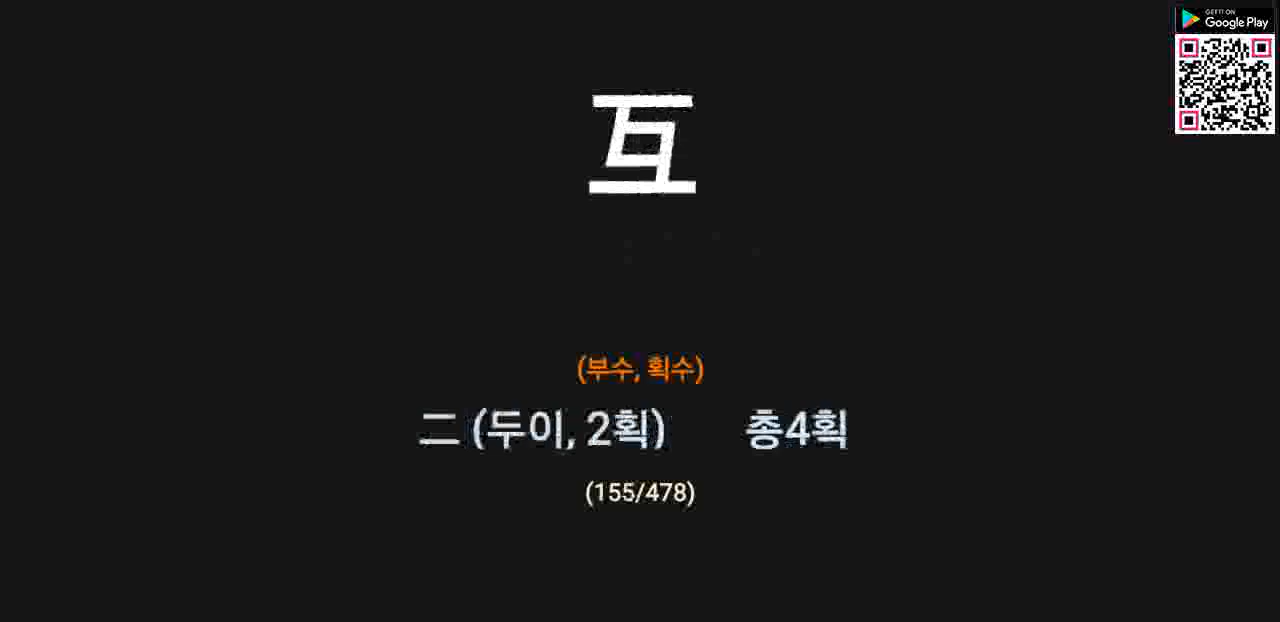 GET IT ON
Google Play
互
(부수, 획수)
二 (두이, 2획) 총4획
(155/478)